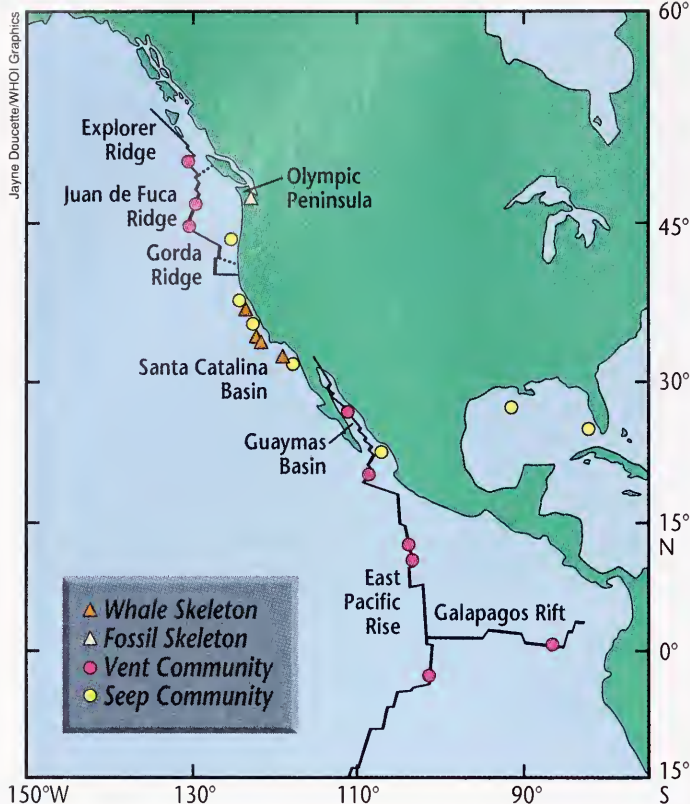 Jayne Doucette/WHOI Graphics
60°
Explorer
Ridge
Olympic
Peninsula
Juan de Fuca
Ridge
45°
Gorda
Ridge
Santa Catalina
Basin
30°
Guaymas
Basin
15°
N
East
Pacific
Rise
Galapagos Rift
Whale Skeleton
Fossil Skeleton
Vent Community
Seep Community
0°
15°
S
150°W
130°
110°
90°